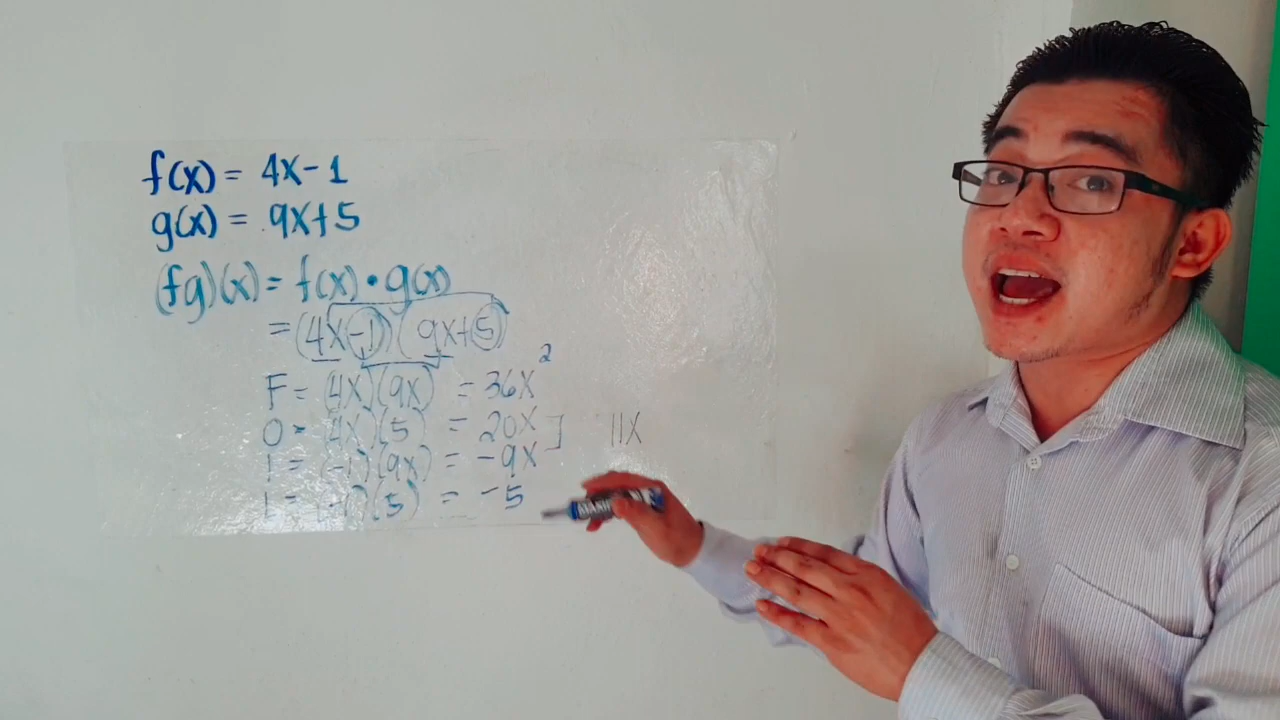 f(x) = 4x-1
g(x) = 9x+5
(fg)(x) = f(x) • g(x)
= (4x-1)(9x+5)
F = (4x)(9x) = 36x²
O = (4x)(5) = 20x ] 11x
I = (-1)(9x) = -9x
L = (-1)(5) = -5